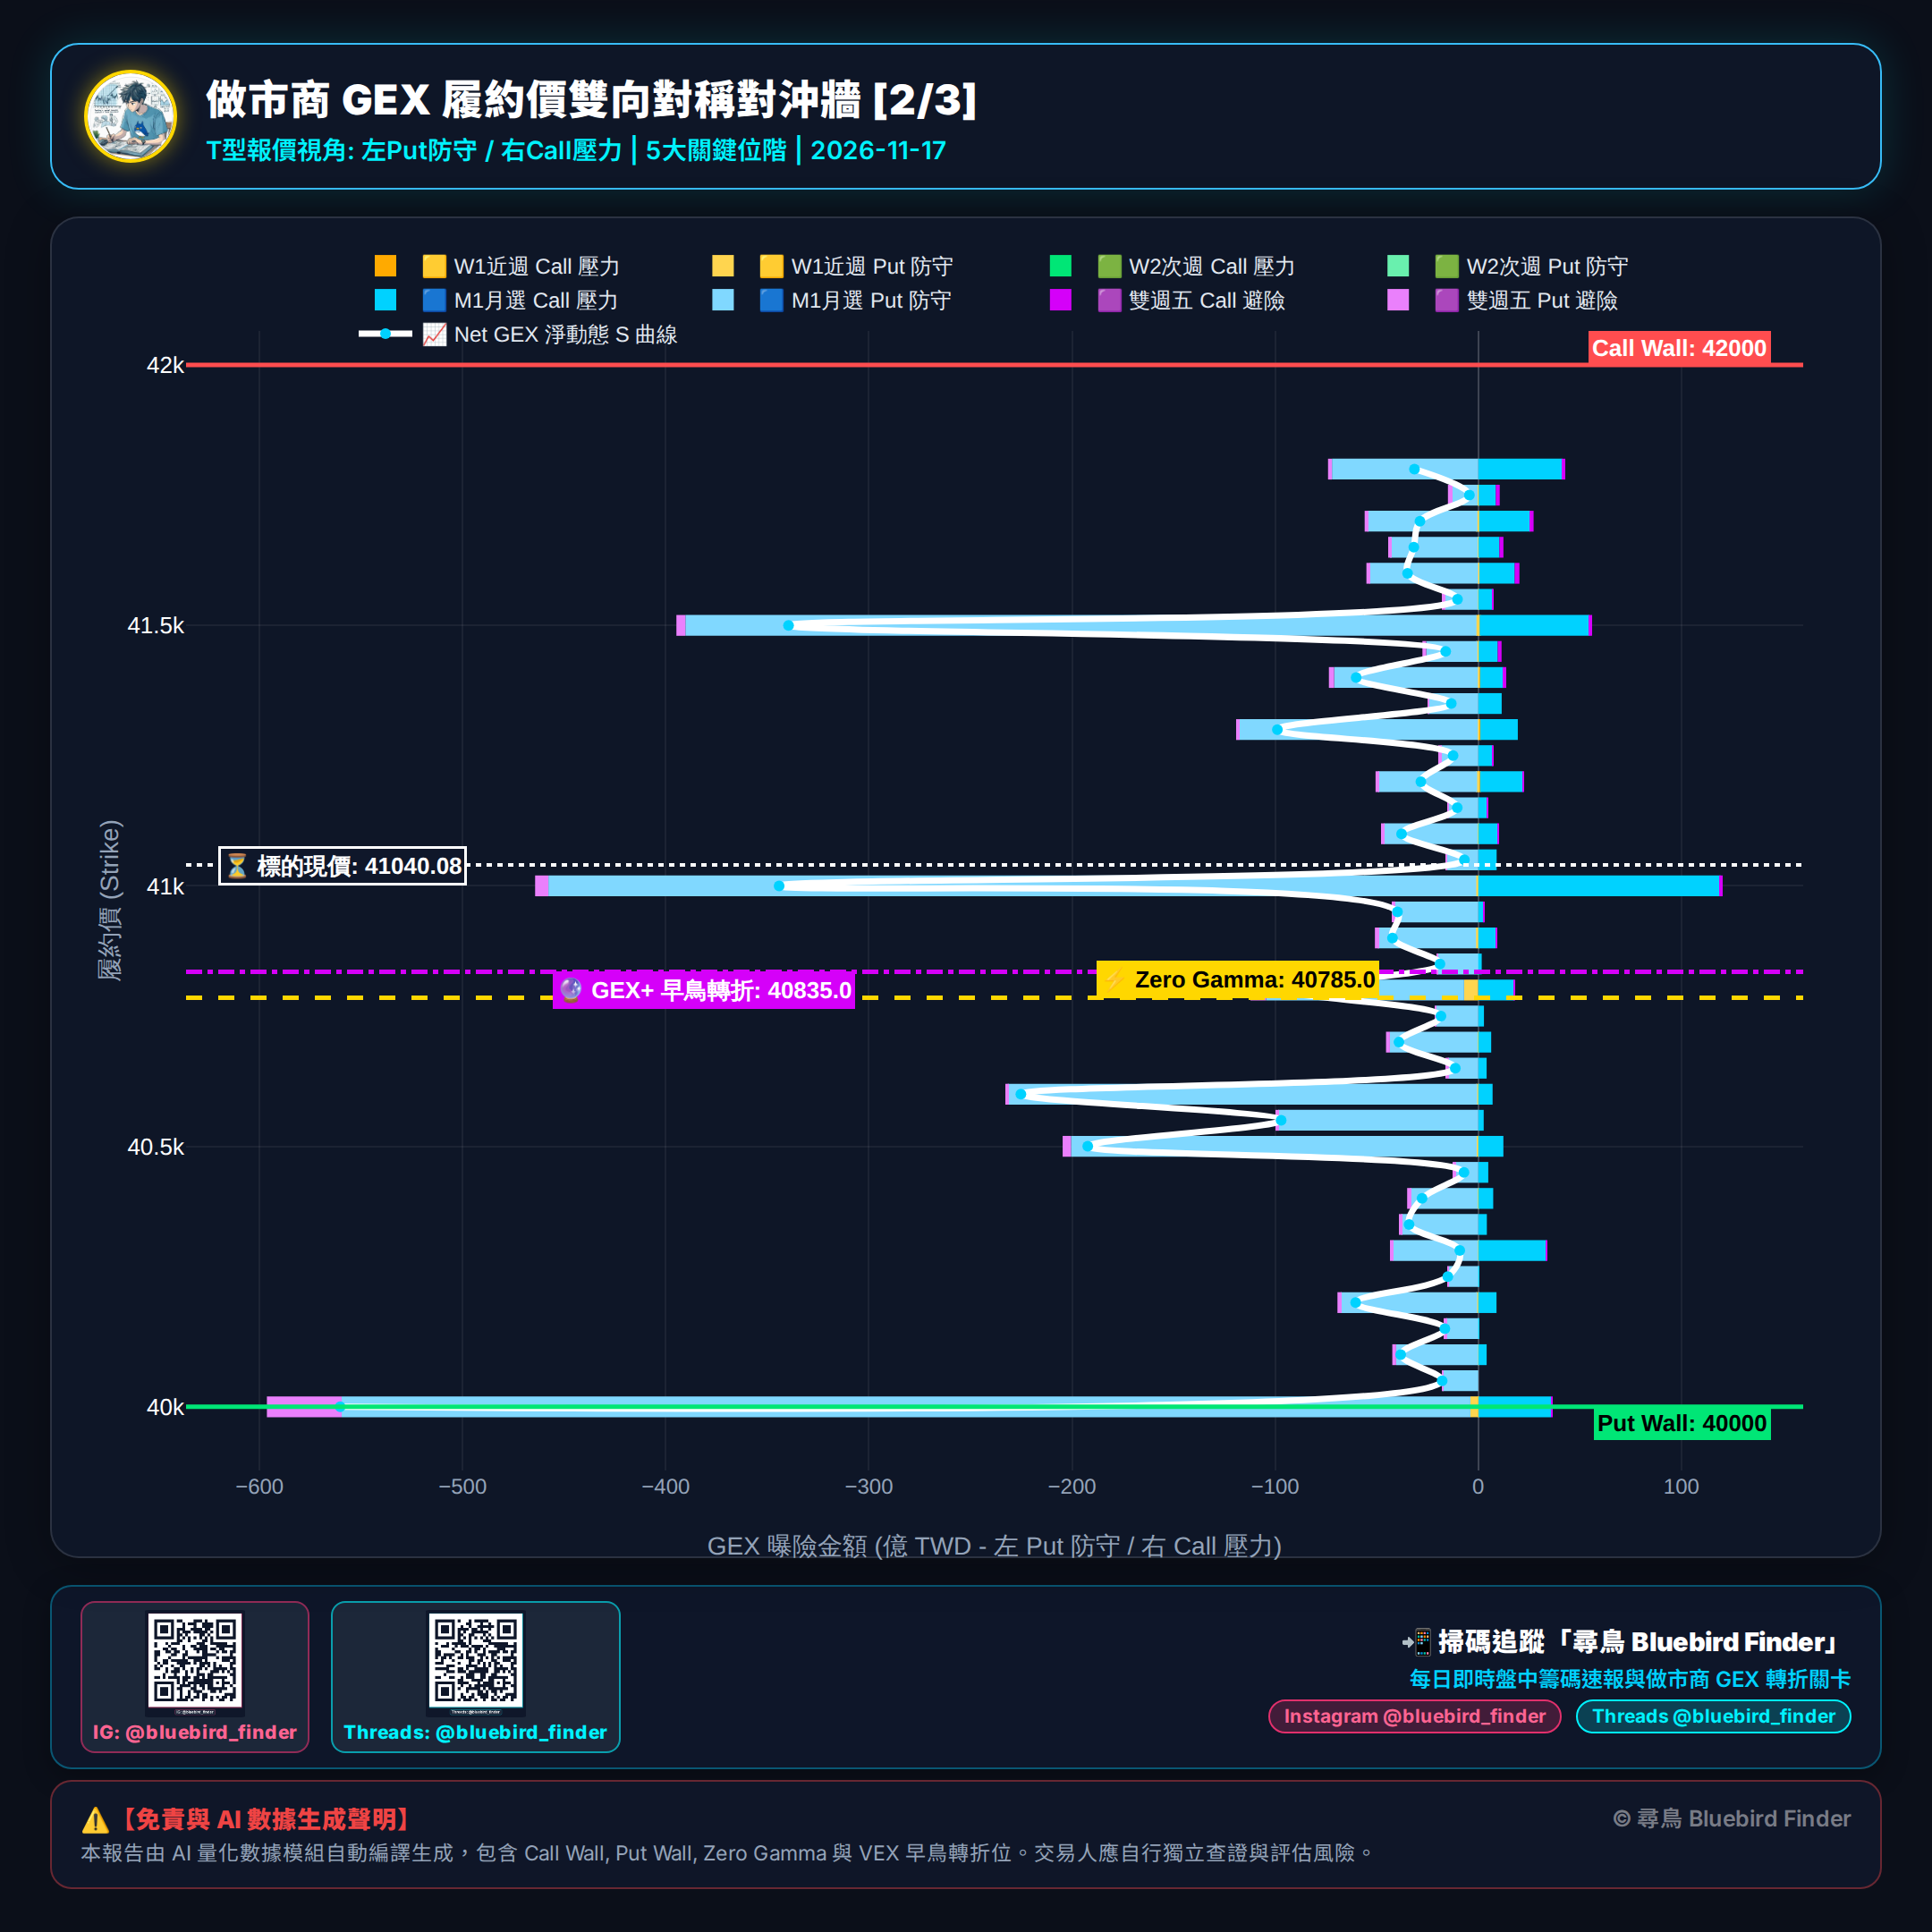 做市商 GEX 履約價雙向對稱對沖牆 [2/3]
T型報價視角: 左Put防守 / 右Call壓力 | 5大關鍵位階 | 2026-11-17
W1近週 Call 壓力
W1近週 Put 防守
W2次週 Call 壓力
W2次週 Put 防守
M1月選 Call 壓力
M1月選 Put 防守
雙週五 Call 避險
雙週五 Put 避險
Net GEX 淨動態 S 曲線
Call Wall: 42000
42k
41.5k
標的現價: 41040.08
41k
履約價 (Strike)
Zero Gamma: 40785.0
GEX+ 早鳥轉折: 40835.0
40.5k
40k
Put Wall: 40000
−600
−500
−400
−300
−200
−100
0
100
GEX 曝險金額 (億 TWD - 左 Put 防守 / 右 Call 壓力)
IG: @bluebird_finder
Threads: @bluebird_finder
掃碼追蹤「尋鳥 Bluebird Finder」
每日即時盤中籌碼速報與做市商 GEX 轉折關卡
Instagram @bluebird_finder
Threads @bluebird_finder
【免責與 AI 數據生成聲明】
© 尋鳥 Bluebird Finder
本報告由 AI 量化數據模組自動編譯生成，包含 Call Wall, Put Wall, Zero Gamma 與 VEX 早鳥轉折位。交易人應自行獨立查證與評估風險。